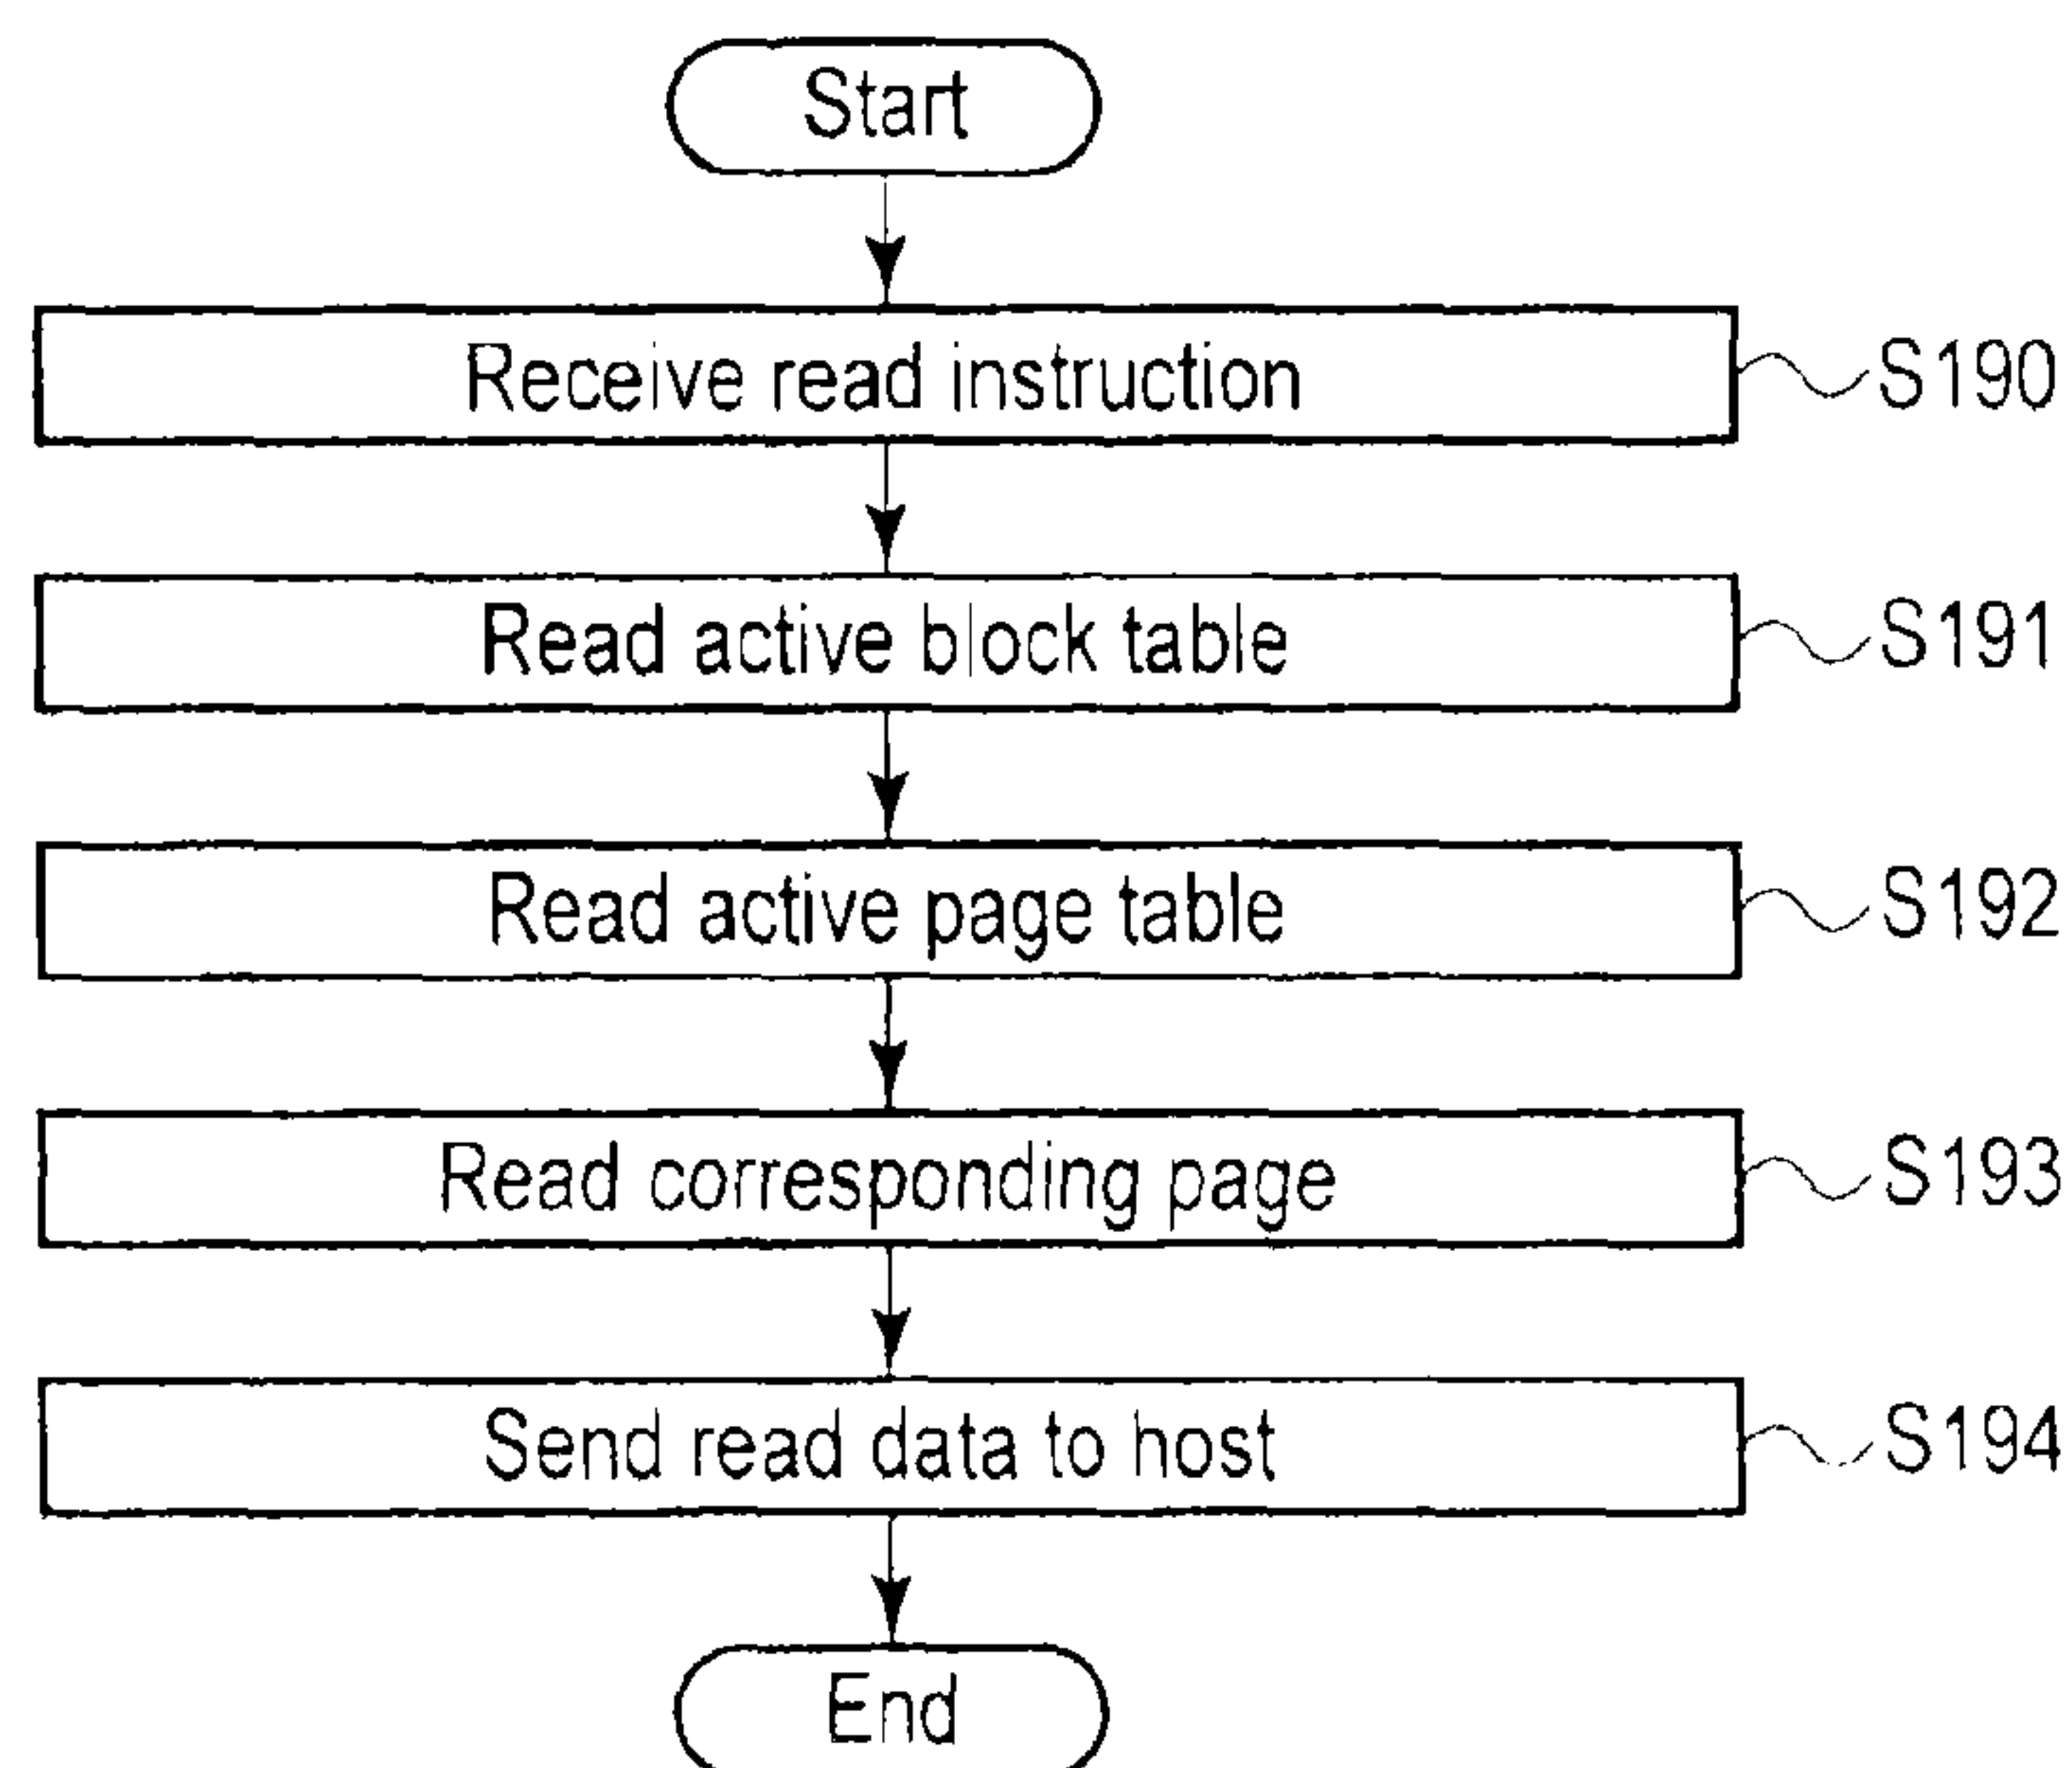 Start
Receive read instruction S190
Read active block table S191
Read active page table S192
Read corresponding page S193
Send read data to host S194
End